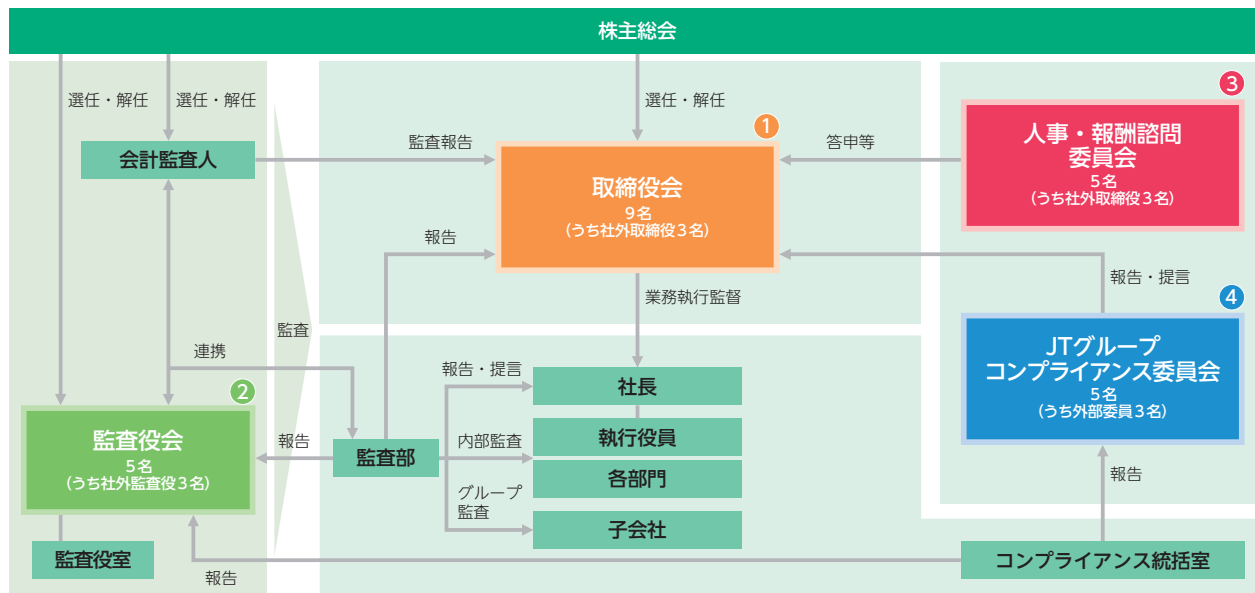 株主総会
選任・解任
選任・解任
選任・解任
会計監査人
監査報告
1
取締役会
9名
(うち社外取締役3名)
答申等
3
人事・報酬諮問
委員会
5名
(うち社外取締役3名)
報告
業務執行監督
報告・提言
4
JTグループ
コンプライアンス委員会
5名
(うち外部委員3名)
監査
連携
2
監査役会
5名
(うち社外監査役3名)
報告
監査部
報告・提言
社長
内部監査
執行役員
各部門
グループ
監査
子会社
報告
監査役室
報告
コンプライアンス統括室